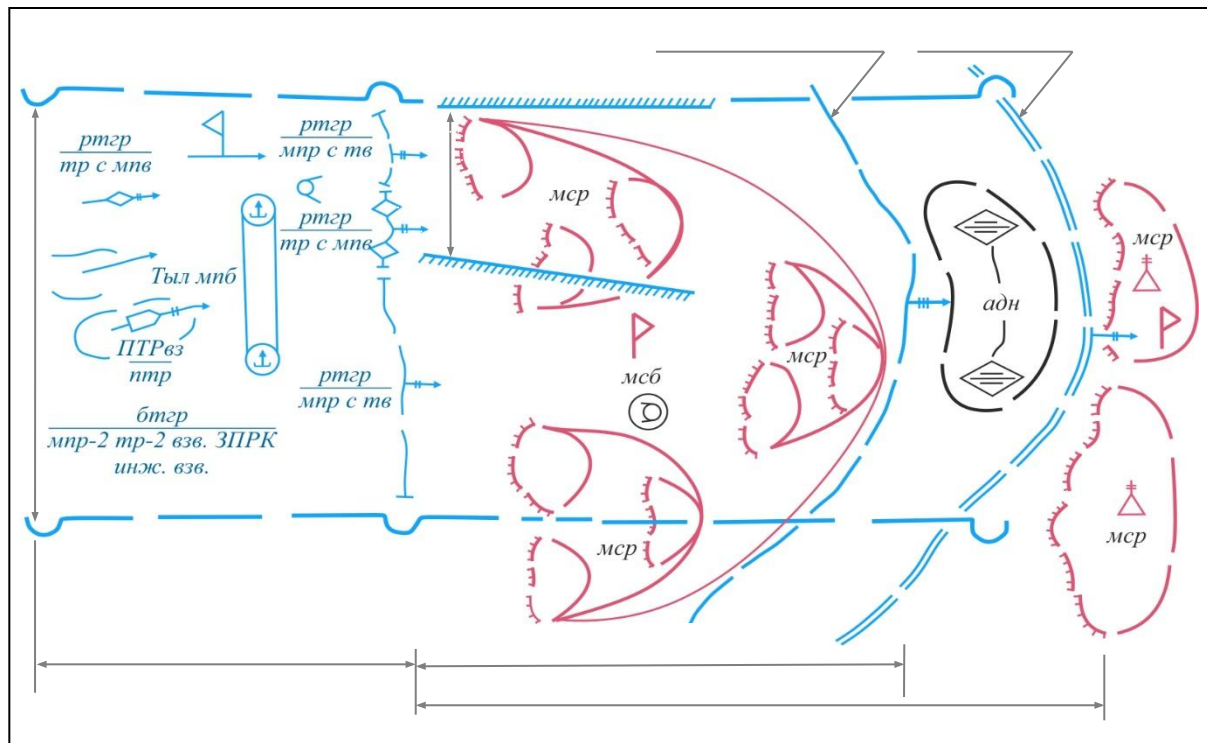 ртгр
тр с мпв
ртгр
мпр с тв
ртгр
тр с мпв
Тыл мпб
ПТРвз
птр
ртгр
мпр с тв
бтгр
мпр-2 тр-2 взв. ЗПРК
инж. взв.
мср
мср
мсб
мср
адн
мср
мср